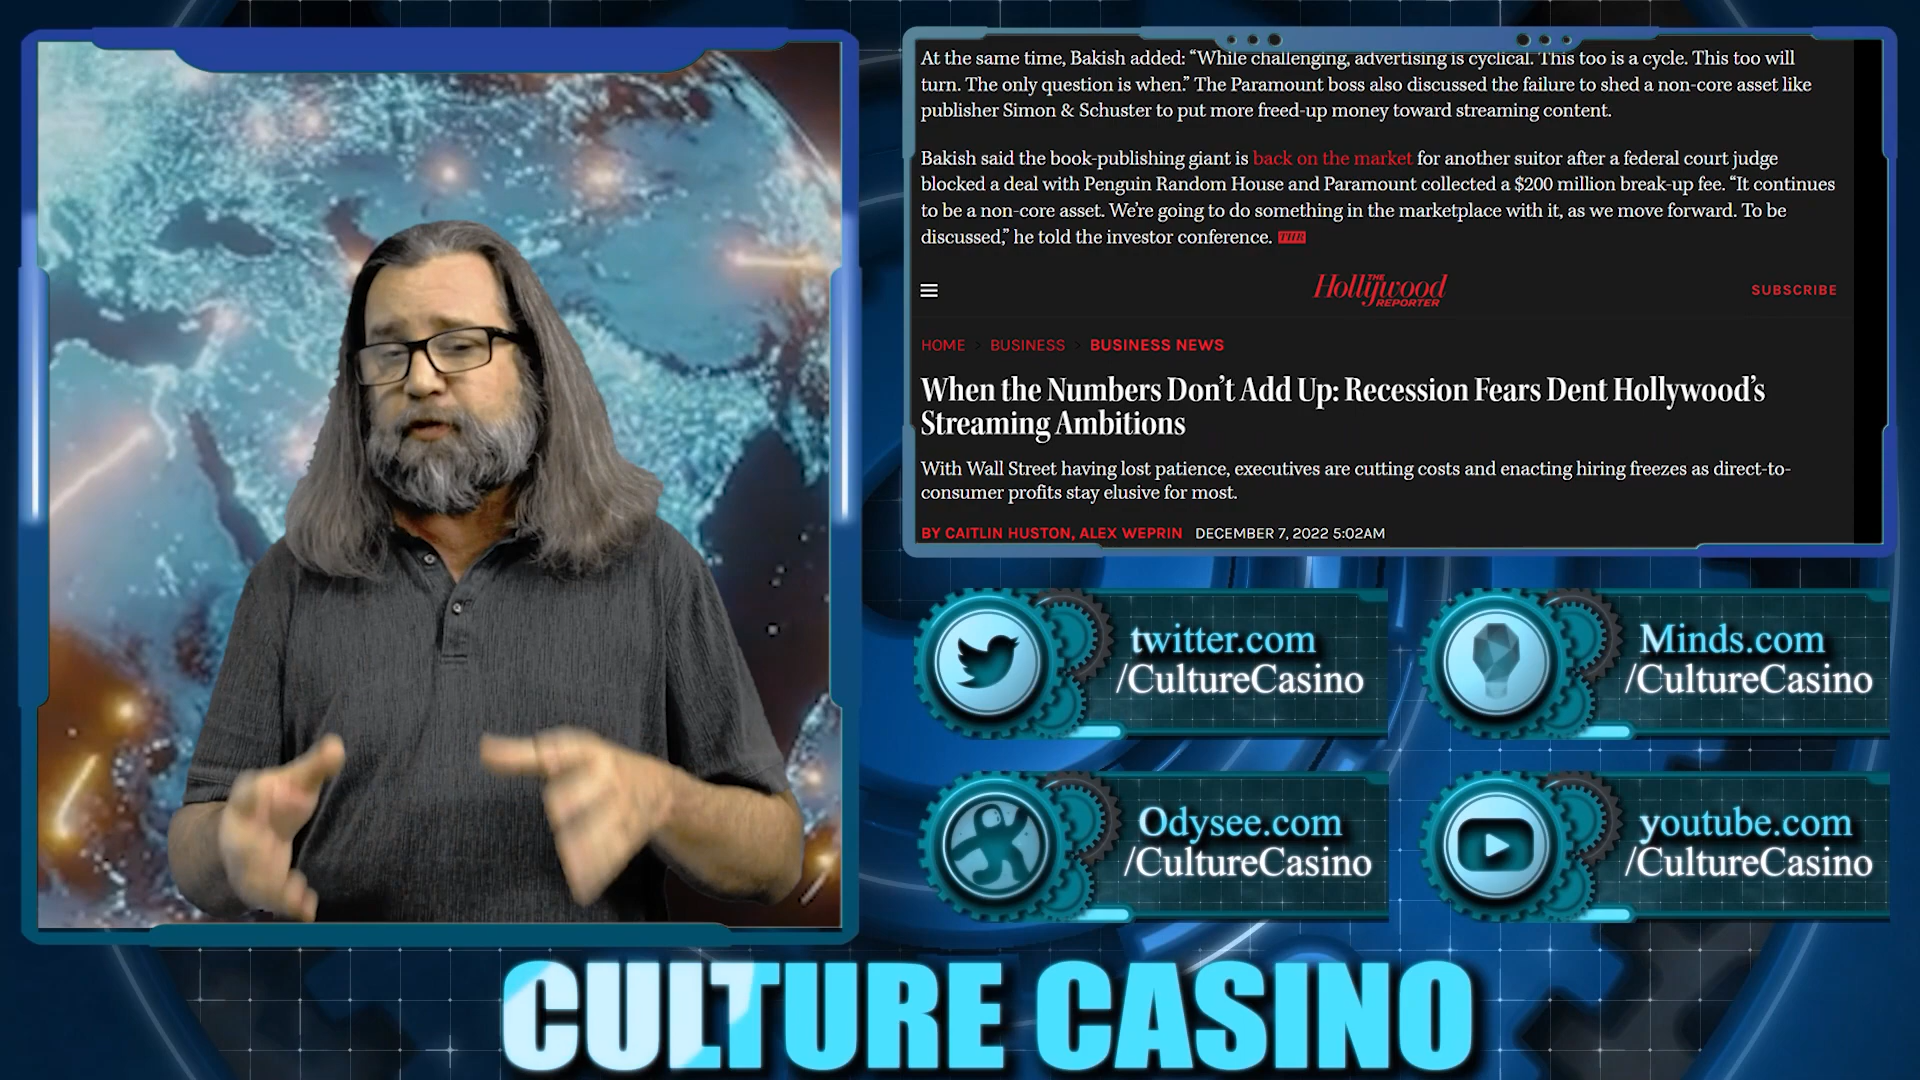 At the same time, Bakish added: “While challenging, advertising is cyclical. This too is a cycle. This too will
turn. The only question is when.” The Paramount boss also discussed the failure to shed a non-core asset like
publisher Simon & Schuster to put more freed-up money toward streaming content.
Bakish said the book-publishing giant is back on the market for another suitor after a federal court judge
blocked a deal with Penguin Random House and Paramount collected a $200 million break-up fee. “It continues
to be a non-core asset. We’re going to do something in the marketplace with it, as we move forward. To be
discussed,” he told the investor conference. THR
THE
Hollywood
REPORTER
SUBSCRIBE
HOME > BUSINESS > BUSINESS NEWS
When the Numbers Don’t Add Up: Recession Fears Dent Hollywood’s
Streaming Ambitions
With Wall Street having lost patience, executives are cutting costs and enacting hiring freezes as direct-to-
consumer profits stay elusive for most.
BY CAITLIN HUSTON, ALEX WEPRIN DECEMBER 7, 2022 5:02AM
twitter.com
/CultureCasino
Minds.com
/CultureCasino
Odysee.com
/CultureCasino
youtube.com
/CultureCasino
CULTURE CASINO